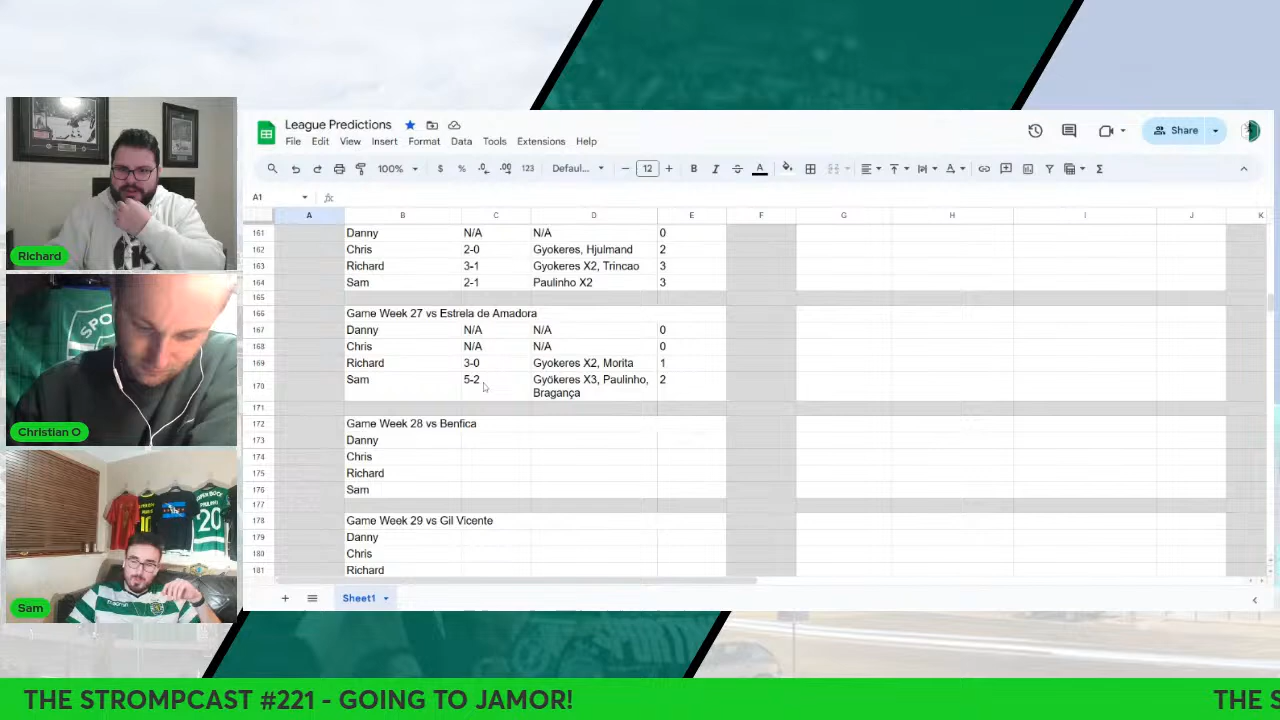 League Predictions
File Edit View Insert Format Data Tools Extensions Help
Share
100% $ % .0 .00 123 Defaul... 12 B I A Σ
A1 fx
A B C D E F G H I J K
161 Danny N/A N/A 0
162 Chris 2-0 Gyokeres, Hjulmand 2
163 Richard 3-1 Gyokeres X2, Trincao 3
164 Sam 2-1 Paulinho X2 3
165
166 Game Week 27 vs Estrela de Amadora
167 Danny N/A N/A 0
168 Chris N/A N/A 0
169 Richard 3-0 Gyokeres X2, Morita 1
170 Sam 5-2 Gyökeres X3, Paulinho, 2
Bragança
171
172 Game Week 28 vs Benfica
173 Danny
174 Chris
175 Richard
176 Sam
177
178 Game Week 29 vs Gil Vicente
179 Danny
180 Chris
181 Richard
Sheet1
Richard
SPO
Christian O
SUPER BOCK
20
Sam
THE STROMPCAST #221 - GOING TO JAMOR!
THE S